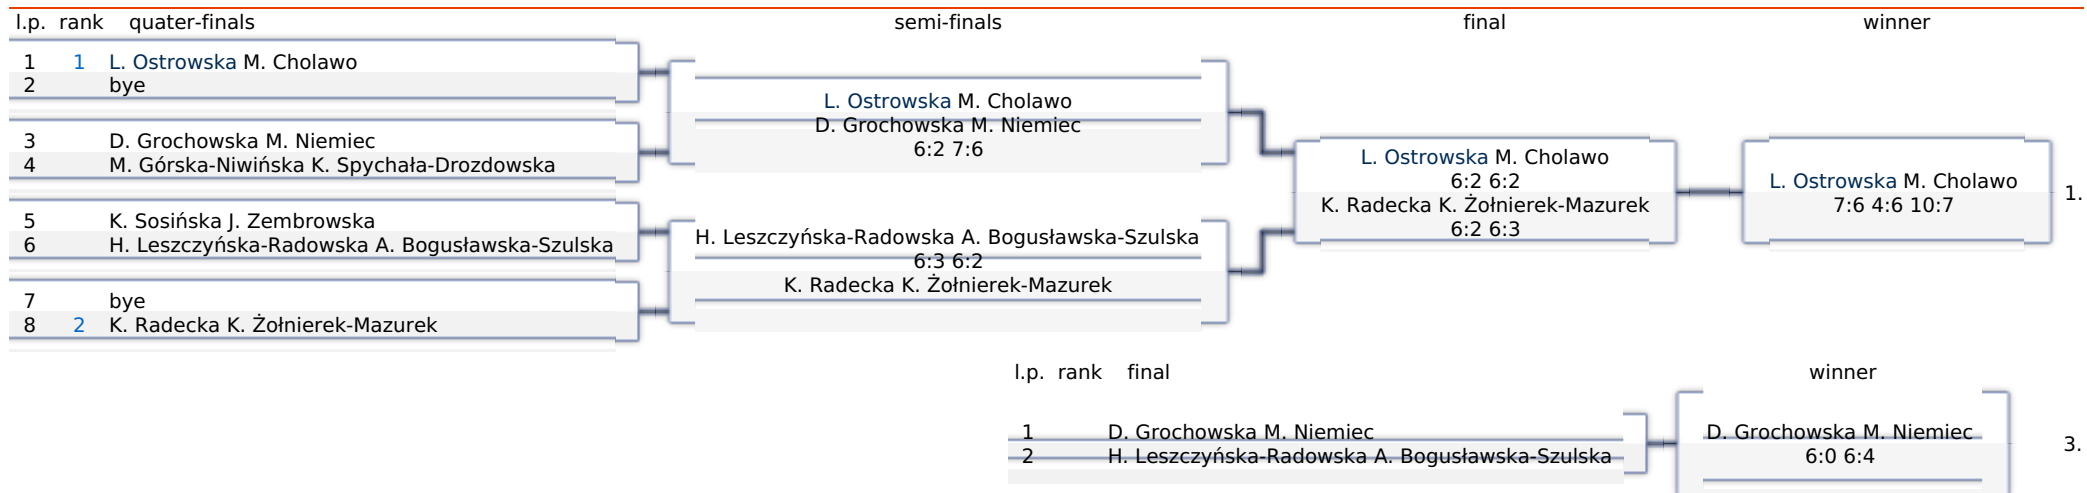 l.p. rank quater-finals semi-finals final winner
1 1 L. Ostrowska M. Cholawo
2 bye
3 D. Grochowska M. Niemiec
4 M. Górska-Niwińska K. Spychała-Drozdowska
5 K. Sosińska J. Zembrowska
6 H. Leszczyńska-Radowska A. Bogusławska-Szulska
7 bye
8 2 K. Radecka K. Żołnierek-Mazurek
L. Ostrowska M. Cholawo
D. Grochowska M. Niemiec
6:2 7:6
H. Leszczyńska-Radowska A. Bogusławska-Szulska
6:3 6:2
K. Radecka K. Żołnierek-Mazurek
L. Ostrowska M. Cholawo
6:2 6:2
K. Radecka K. Żołnierek-Mazurek
6:2 6:3
L. Ostrowska M. Cholawo
7:6 4:6 10:7
1.
l.p. rank final winner
1 D. Grochowska M. Niemiec
2 H. Leszczyńska-Radowska A. Bogusławska-Szulska
D. Grochowska M. Niemiec
6:0 6:4
3.